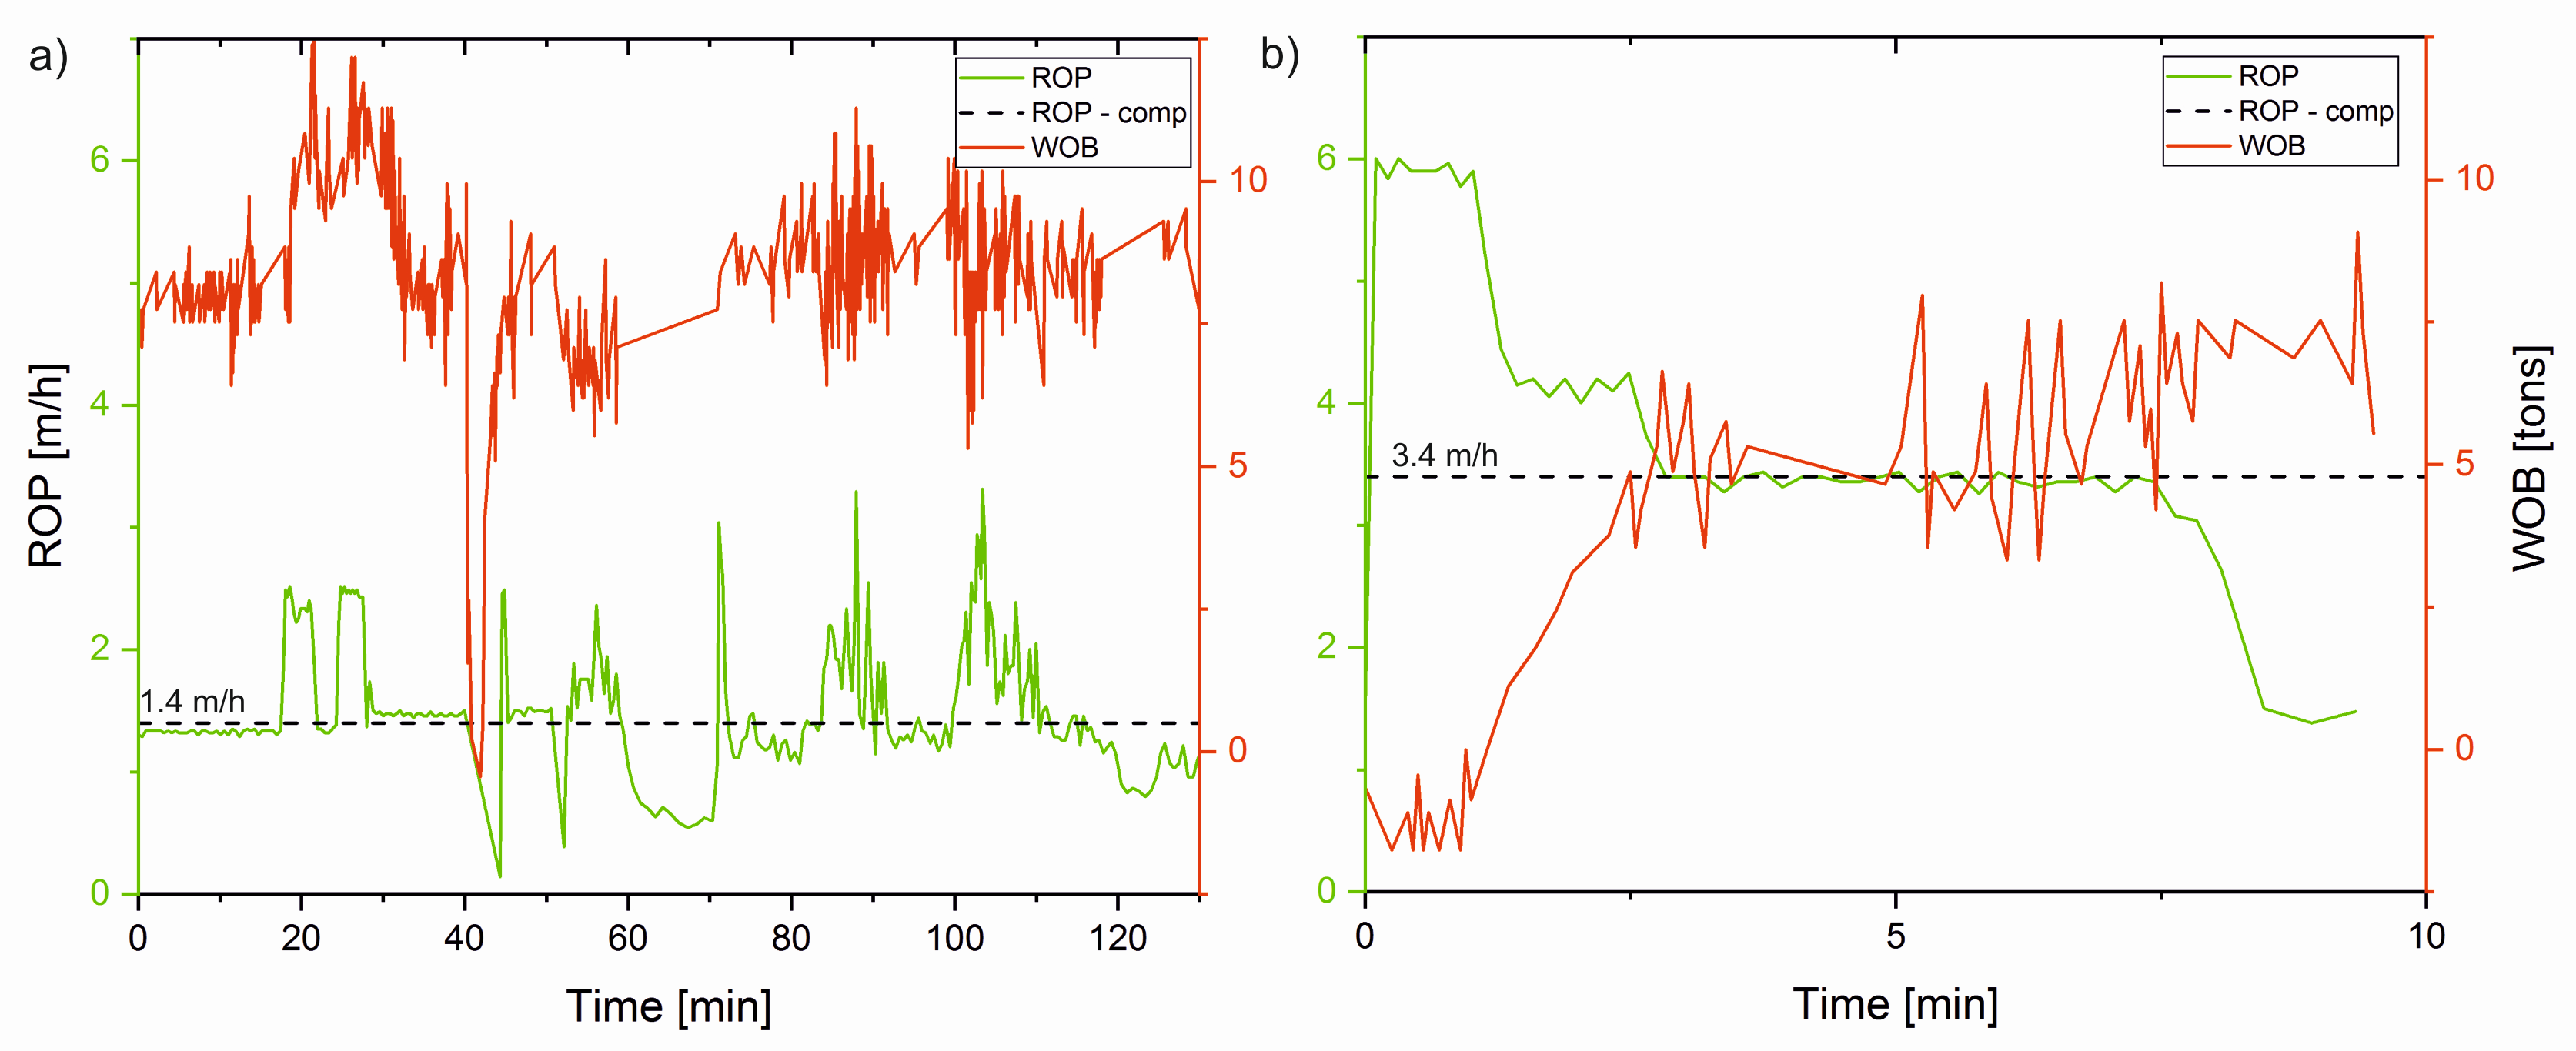 a)
ROP
ROP - comp
WOB
6
4
2
0
10
5
0
1.4 m/h
ROP [m/h]
0 20 40 60 80 100 120
Time [min]
b)
ROP
ROP - comp
WOB
6
4
2
0
10
5
0
3.4 m/h
WOB [tons]
0 5 10
Time [min]